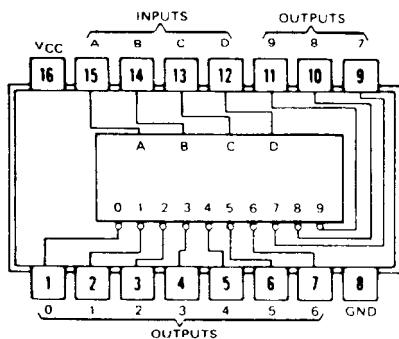 INPUTS OUTPUTS
VCC A B C D 9 8 7
16 15 14 13 12 11 10 9
A B C D
0 1 2 3 4 5 6 7 8 9
1 2 3 4 5 6 7 8
0 1 2 3 4 5 6 GND
OUTPUTS